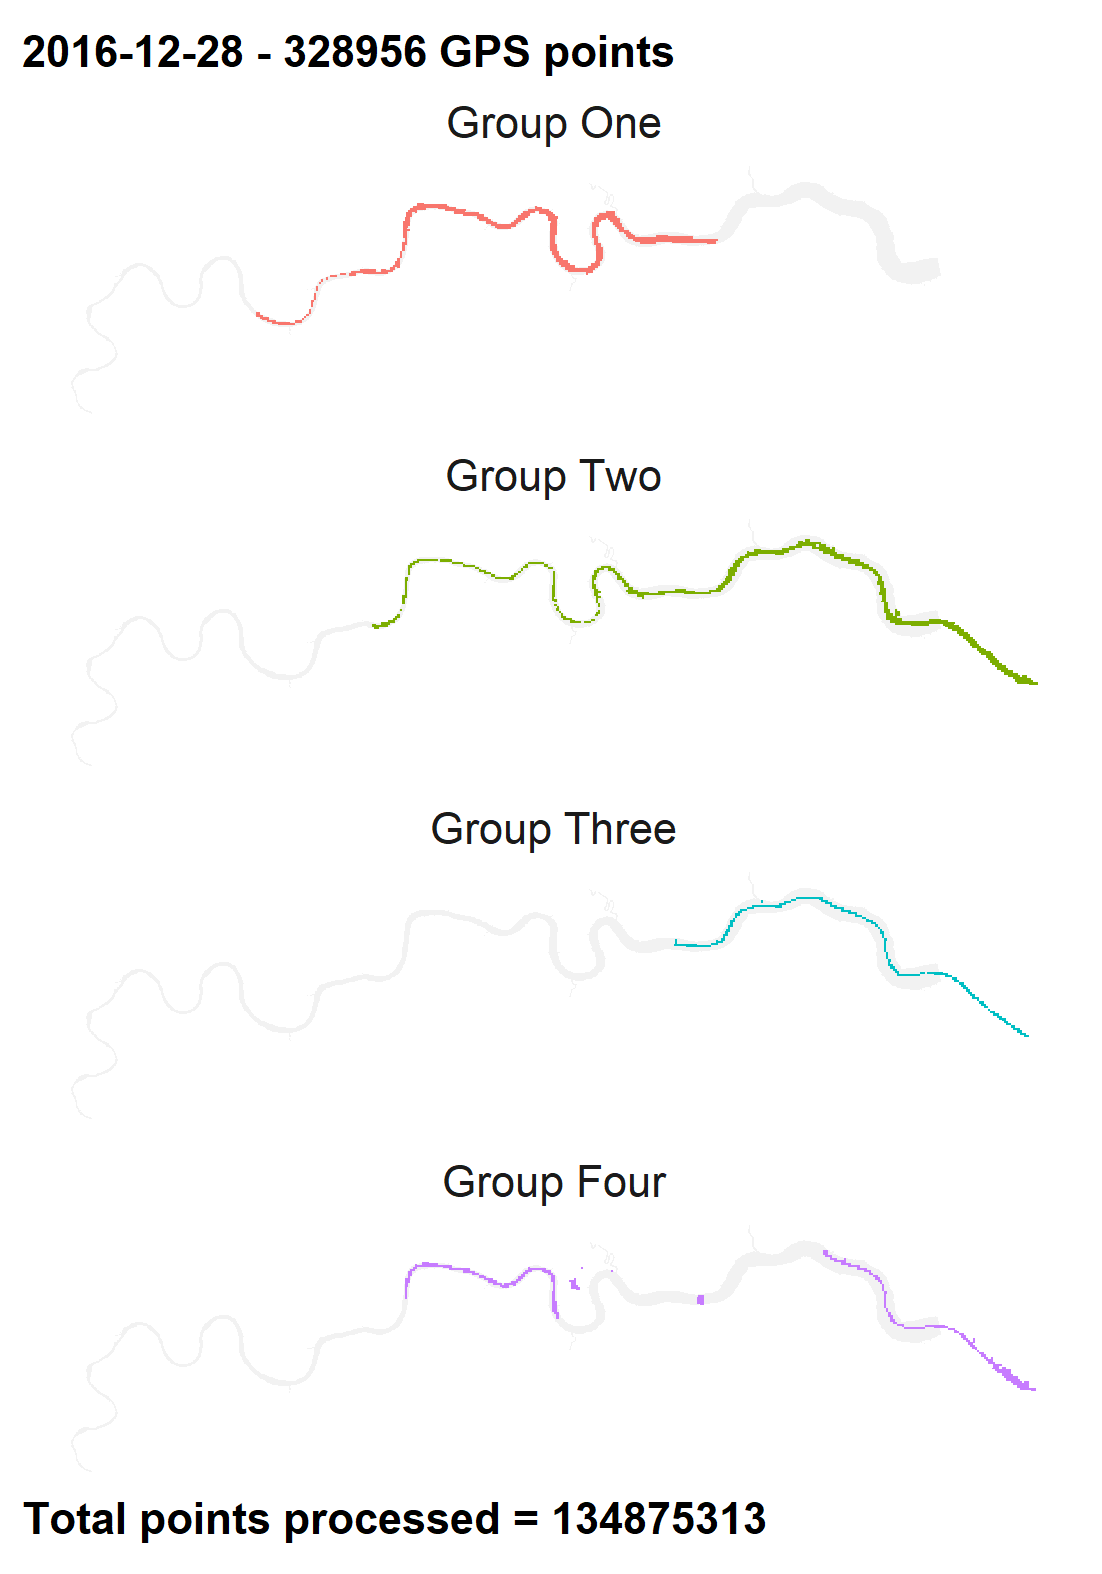 2016-12-28 - 328956 GPS points
Group One
Group Two
Group Three
Group Four
Total points processed = 134875313